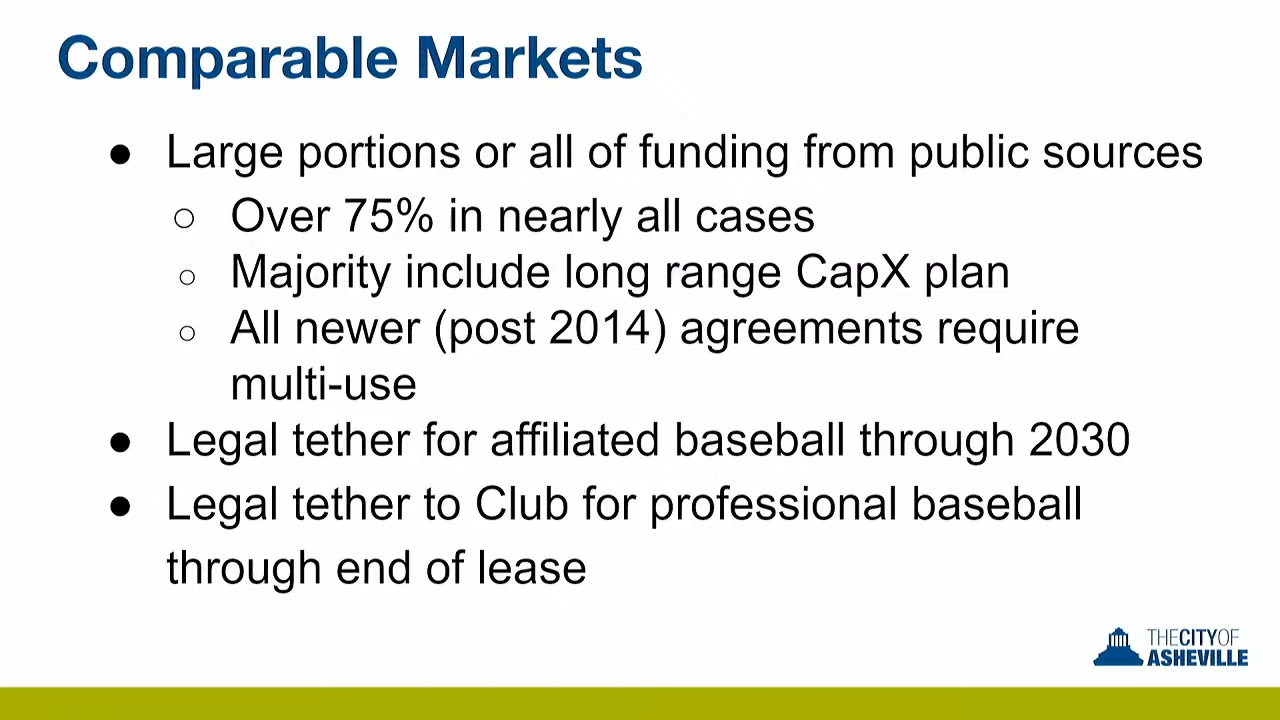 Comparable Markets
● Large portions or all of funding from public sources
○ Over 75% in nearly all cases
○ Majority include long range CapX plan
○ All newer (post 2014) agreements require
multi-use
● Legal tether for affiliated baseball through 2030
● Legal tether to Club for professional baseball
through end of lease
THE CITY OF
ASHEVILLE